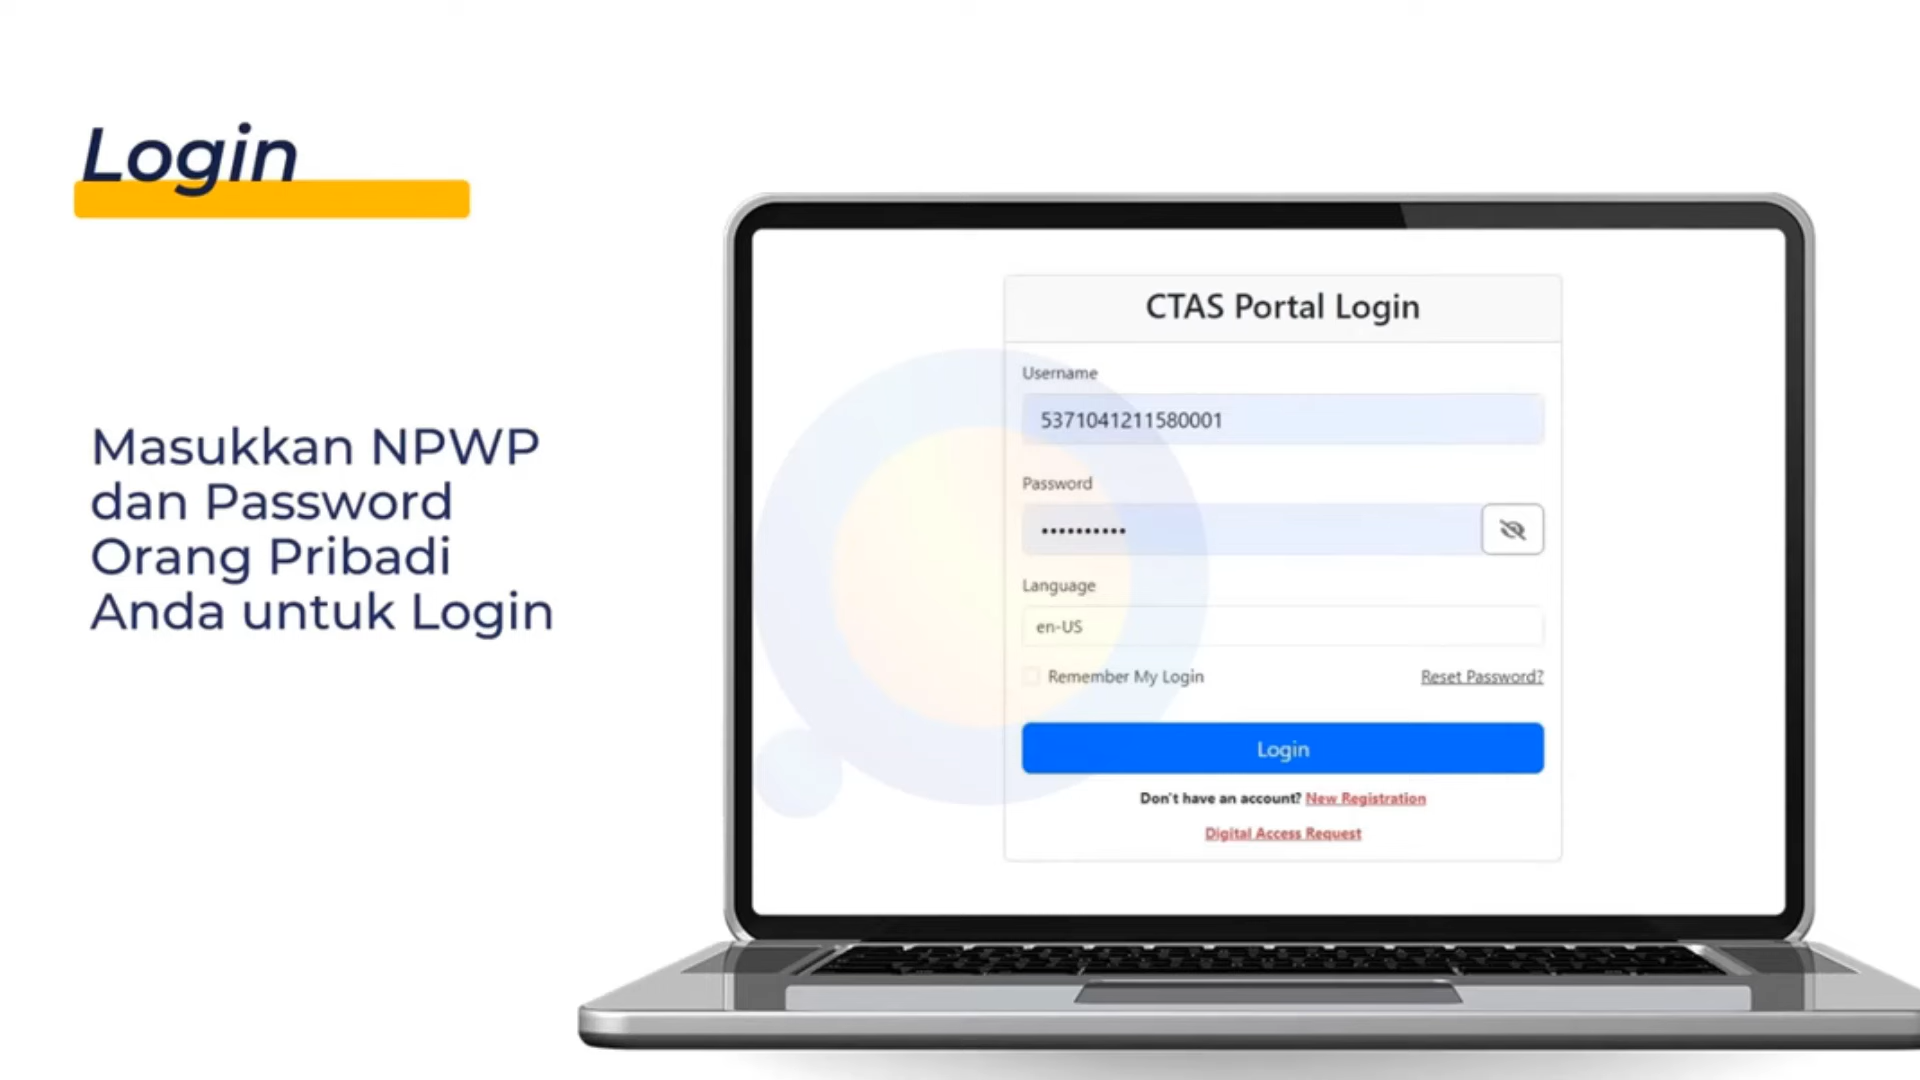 Login
Masukkan NPWP
dan Password
Orang Pribadi
Anda untuk Login
CTAS Portal Login
Username
5371041211580001
Password
••••••••••
Language
en-US
Remember My Login
Reset Password?
Login
Don't have an account? New Registration
Digital Access Request